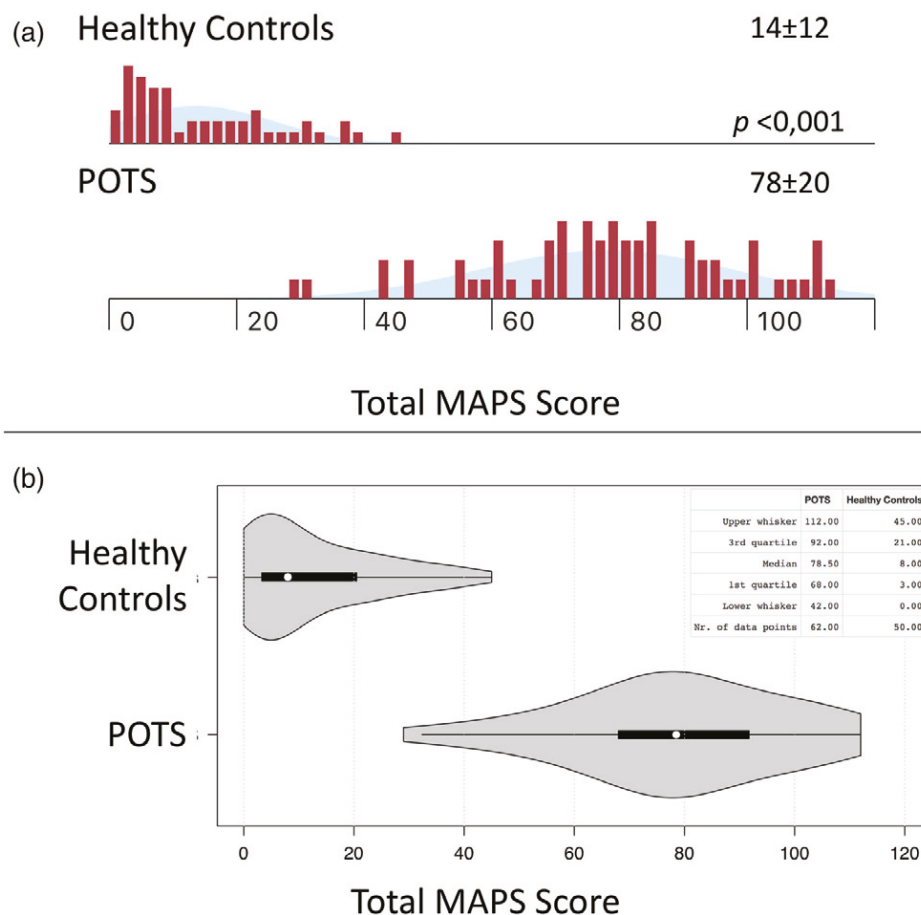 (a) Healthy Controls 14±12
p <0,001
POTS 78±20
0 20 40 60 80 100
Total MAPS Score
(b)
POTS Healthy Controls
Upper whisker 112.00 45.00
3rd quartile 92.00 21.00
Median 78.50 8.00
1st quartile 68.00 3.00
Lower whisker 42.00 0.00
Nr. of data points 62.00 50.00
Healthy
Controls
POTS
0 20 40 60 80 100 120
Total MAPS Score